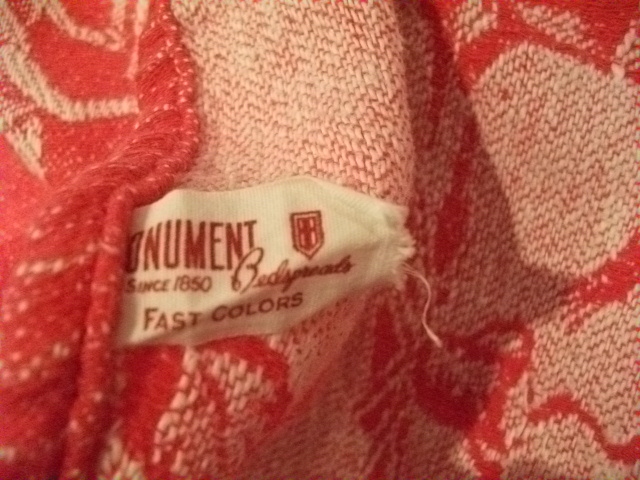 ONUMENT
Bedspreads
SINCE 1850
FAST COLORS